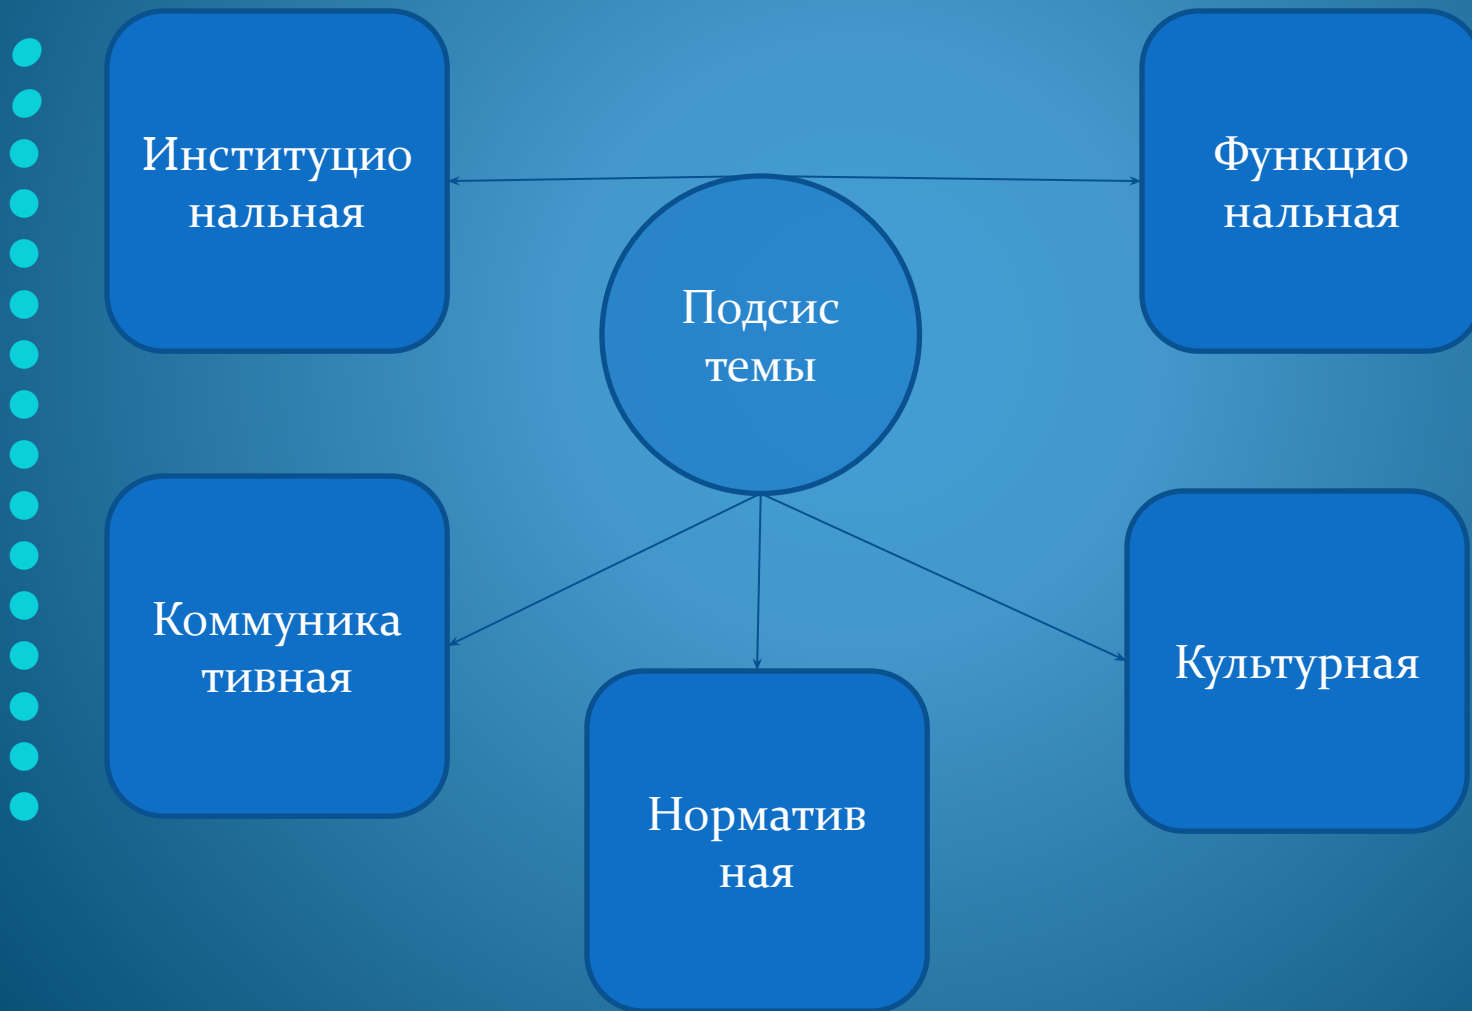 Институцио
нальная
Функцио
нальная
Подсис
темы
Коммуника
тивная
Норматив
ная
Культурная